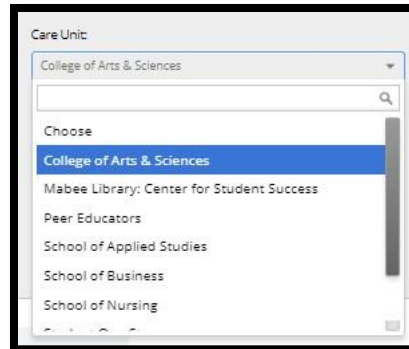 Care Unit:
College of Arts & Sciences
Choose
College of Arts & Sciences
Mabee Library: Center for Student Success
Peer Educators
School of Applied Studies
School of Business
School of Nursing